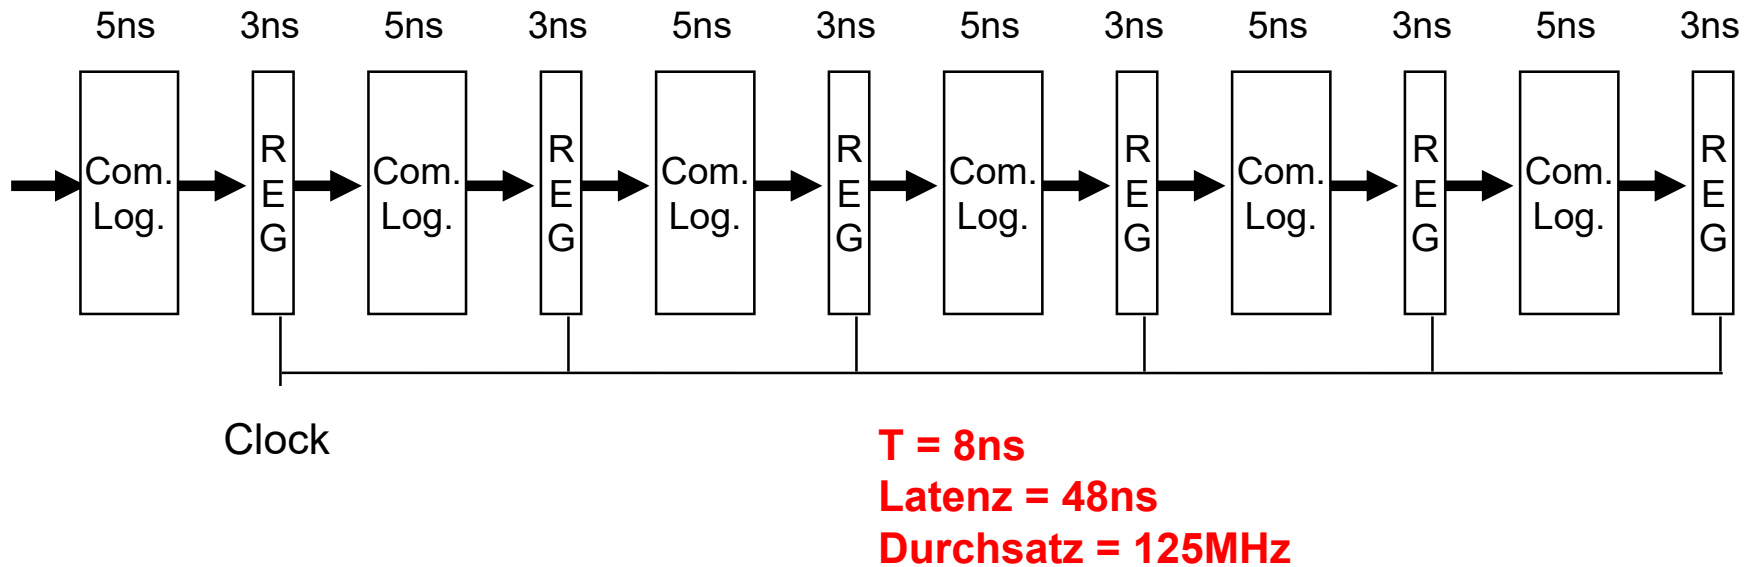 5ns 3ns 5ns 3ns 5ns 3ns 5ns 3ns 5ns 3ns 5ns 3ns
Com. Log.
R E G
Com. Log.
R E G
Com. Log.
R E G
Com. Log.
R E G
Com. Log.
R E G
Com. Log.
R E G
Clock
T = 8ns
Latenz = 48ns
Durchsatz = 125MHz